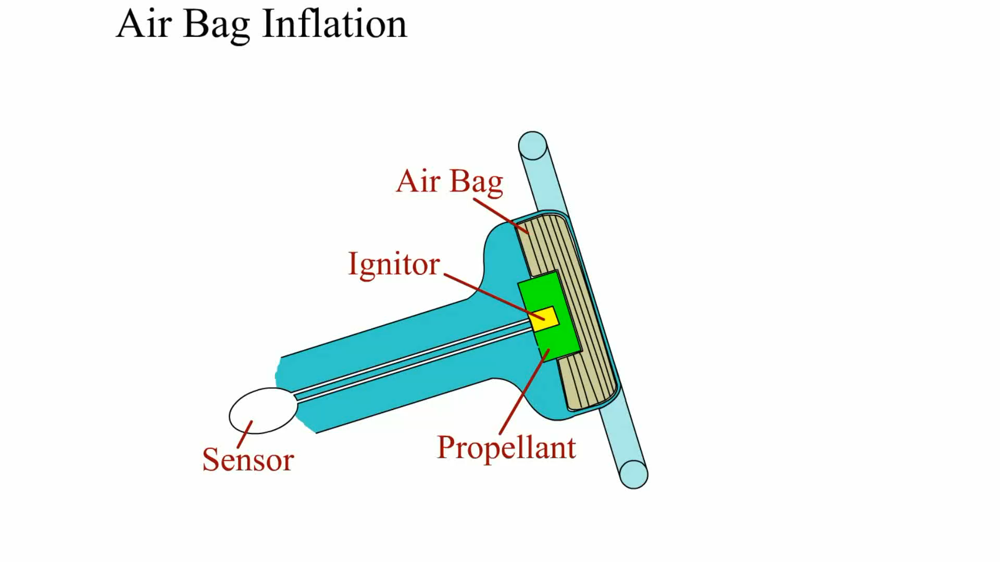 Air Bag Inflation
Air Bag
Ignitor
Propellant
Sensor